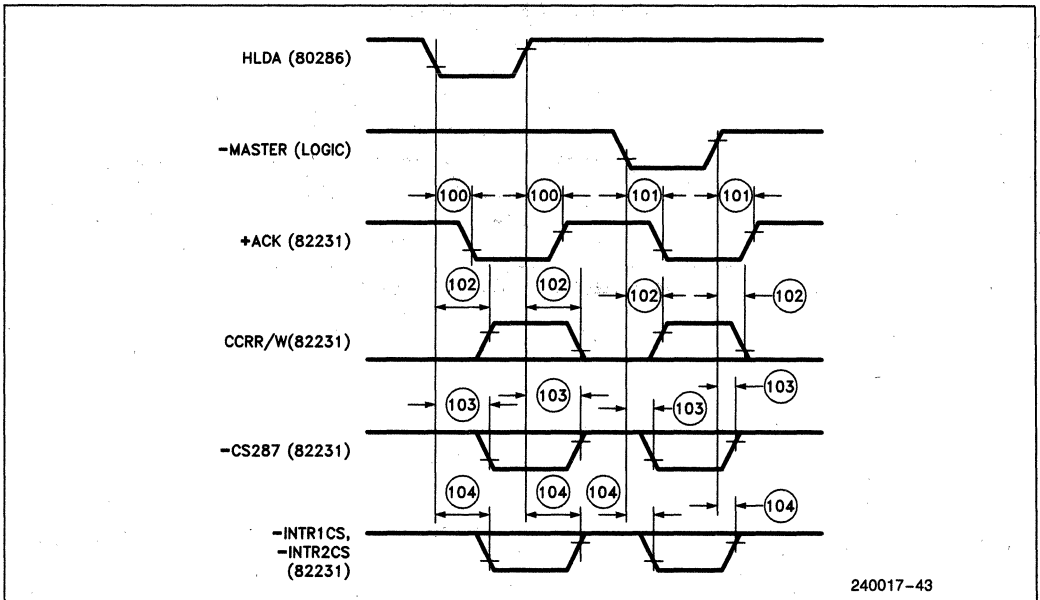 HLDA (80286)
-MASTER (LOGIC)
100 100 101 101
+ACK (82231)
102 102 102 102
CCRR/W(82231)
103 103 103 103
-CS287 (82231)
104 104 104 104
-INTR1CS,
-INTR2CS
(82231)
240017-43